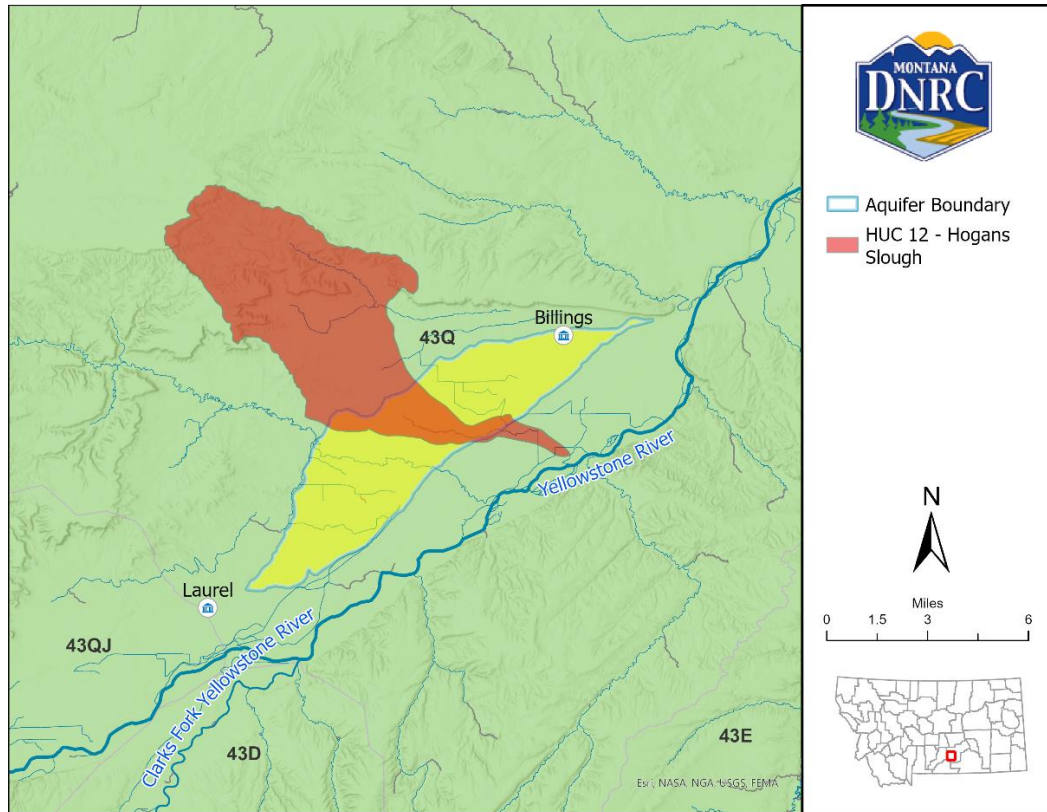 43Q
Billings
Yellowstone River
Laurel
43QJ
Clarks Fork Yellowstone River
43D
43E
Esri, NASA, NGA, USGS, FEMA
MONTANA
DNRC
Aquifer Boundary
HUC 12 - Hogans
Slough
N
Miles
0 1.5 3 6